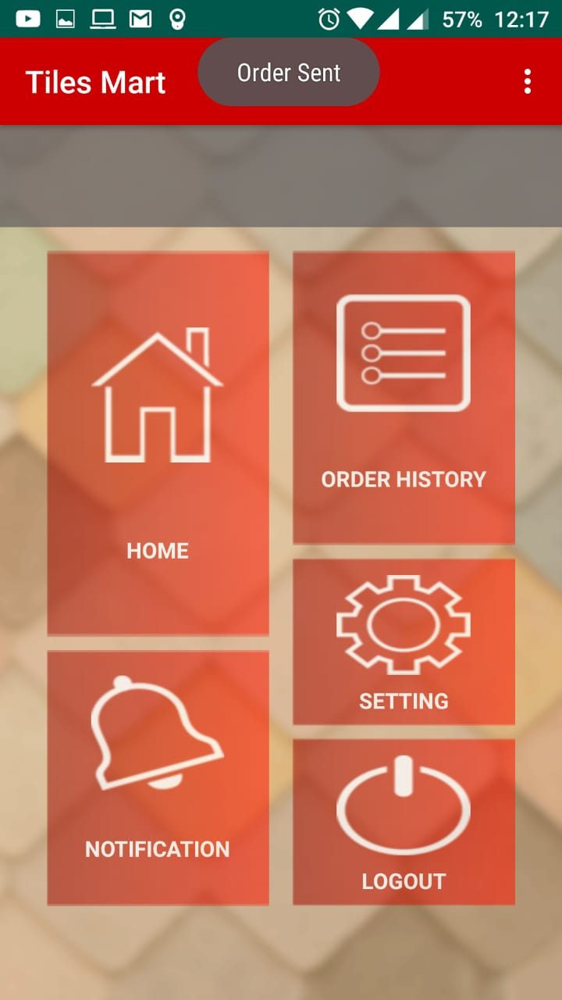 57% 12:17
Tiles Mart
Order Sent
HOME
ORDER HISTORY
SETTING
NOTIFICATION
LOGOUT